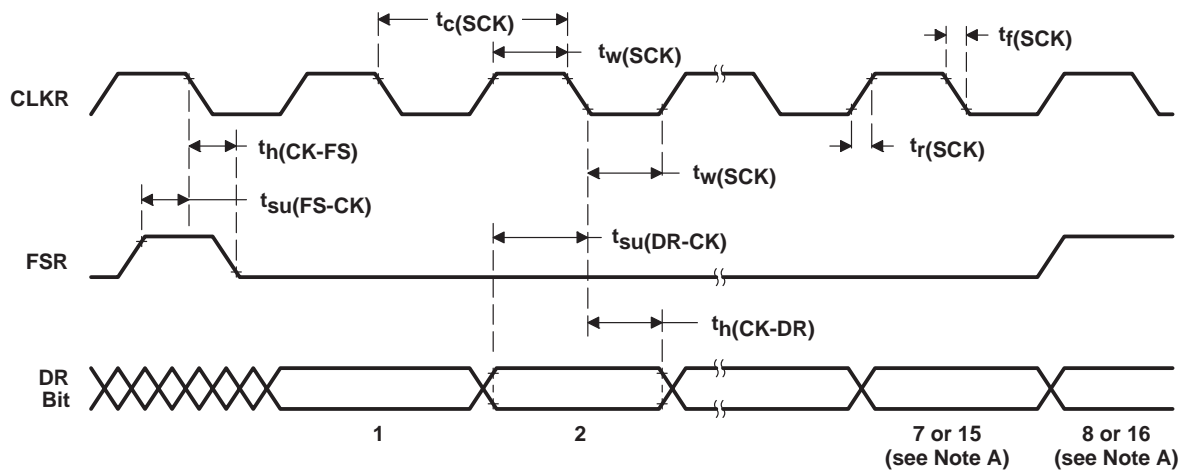 tc(SCK)
tw(SCK)
tf(SCK)
CLKR
th(CK-FS)
tr(SCK)
tw(SCK)
tsu(FS-CK)
tsu(DR-CK)
FSR
th(CK-DR)
DR
Bit
1 2 7 or 15 8 or 16
(see Note A) (see Note A)